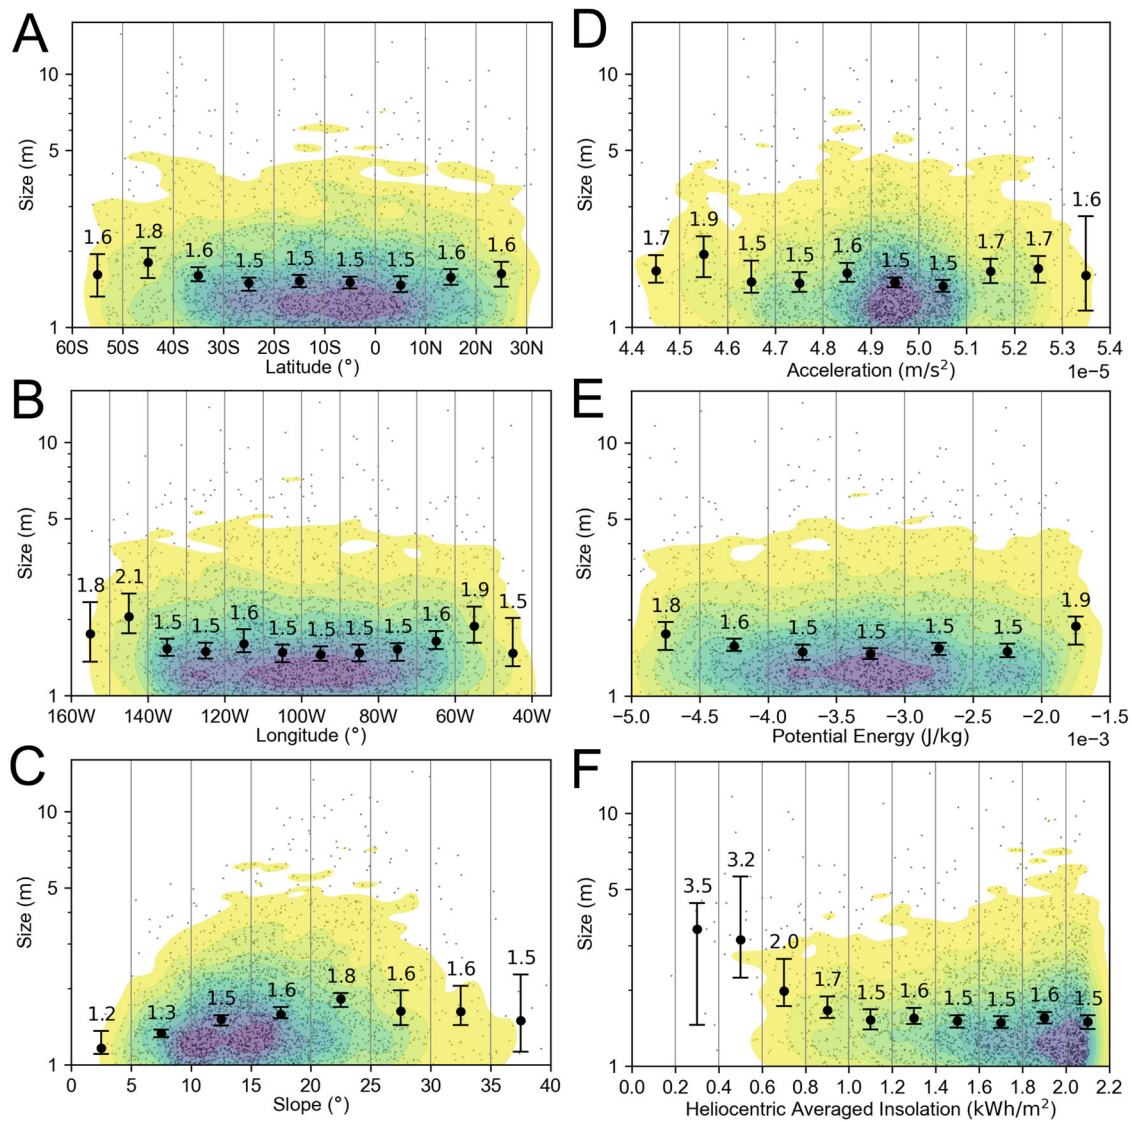 A
Size (m)
10
5
1
1.6
1.8
1.6
1.5
1.5
1.5
1.5
1.6
1.6
60S 50S 40S 30S 20S 10S 0 10N 20N 30N
Latitude (°)
D
Size (m)
10
5
1
1.7
1.9
1.5
1.5
1.6
1.5
1.5
1.7
1.7
1.6
4.4 4.5 4.6 4.7 4.8 4.9 5.0 5.1 5.2 5.3 5.4
Acceleration (m/s²)
1e−5
B
Size (m)
10
5
1
1.8
2.1
1.5
1.5
1.6
1.5
1.5
1.5
1.5
1.6
1.9
1.5
160W 140W 120W 100W 80W 60W 40W
Longitude (°)
E
Size (m)
10
5
1
1.8
1.6
1.5
1.5
1.5
1.5
1.9
−5.0 −4.5 −4.0 −3.5 −3.0 −2.5 −2.0 −1.5
Potential Energy (J/kg)
1e−3
C
Size (m)
10
5
1
1.2
1.3
1.5
1.6
1.8
1.6
1.6
1.5
0 5 10 15 20 25 30 35 40
Slope (°)
F
Size (m)
10
5
1
3.5
3.2
2.0
1.7
1.5
1.6
1.5
1.5
1.6
1.5
0.0 0.2 0.4 0.6 0.8 1.0 1.2 1.4 1.6 1.8 2.0 2.2
Heliocentric Averaged Insolation (kWh/m²)